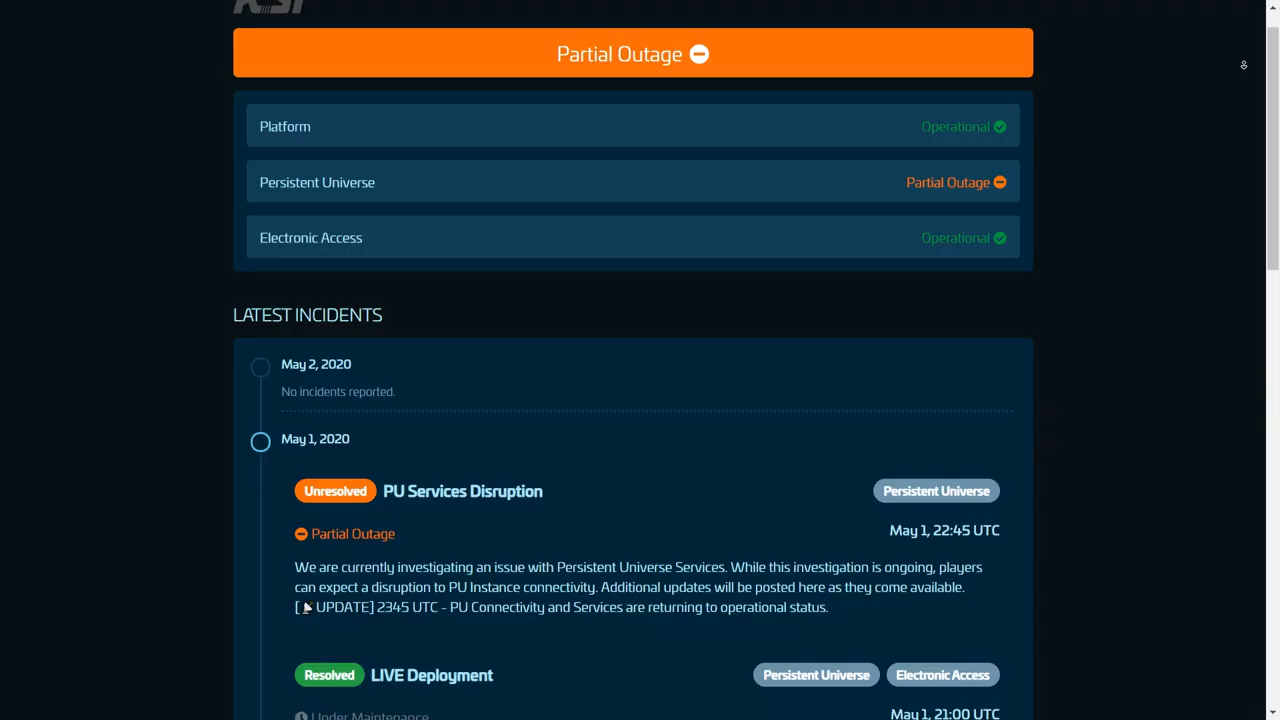 RSI
Partial Outage
Platform Operational
Persistent Universe Partial Outage
Electronic Access Operational
LATEST INCIDENTS
May 2, 2020
No incidents reported.
May 1, 2020
Unresolved PU Services Disruption Persistent Universe
Partial Outage May 1, 22:45 UTC
We are currently investigating an issue with Persistent Universe Services. While this investigation is ongoing, players
can expect a disruption to PU Instance connectivity. Additional updates will be posted here as they come available.
[UPDATE] 2345 UTC - PU Connectivity and Services are returning to operational status.
Resolved LIVE Deployment Persistent Universe Electronic Access
Under Maintenance May 1, 21:00 UTC